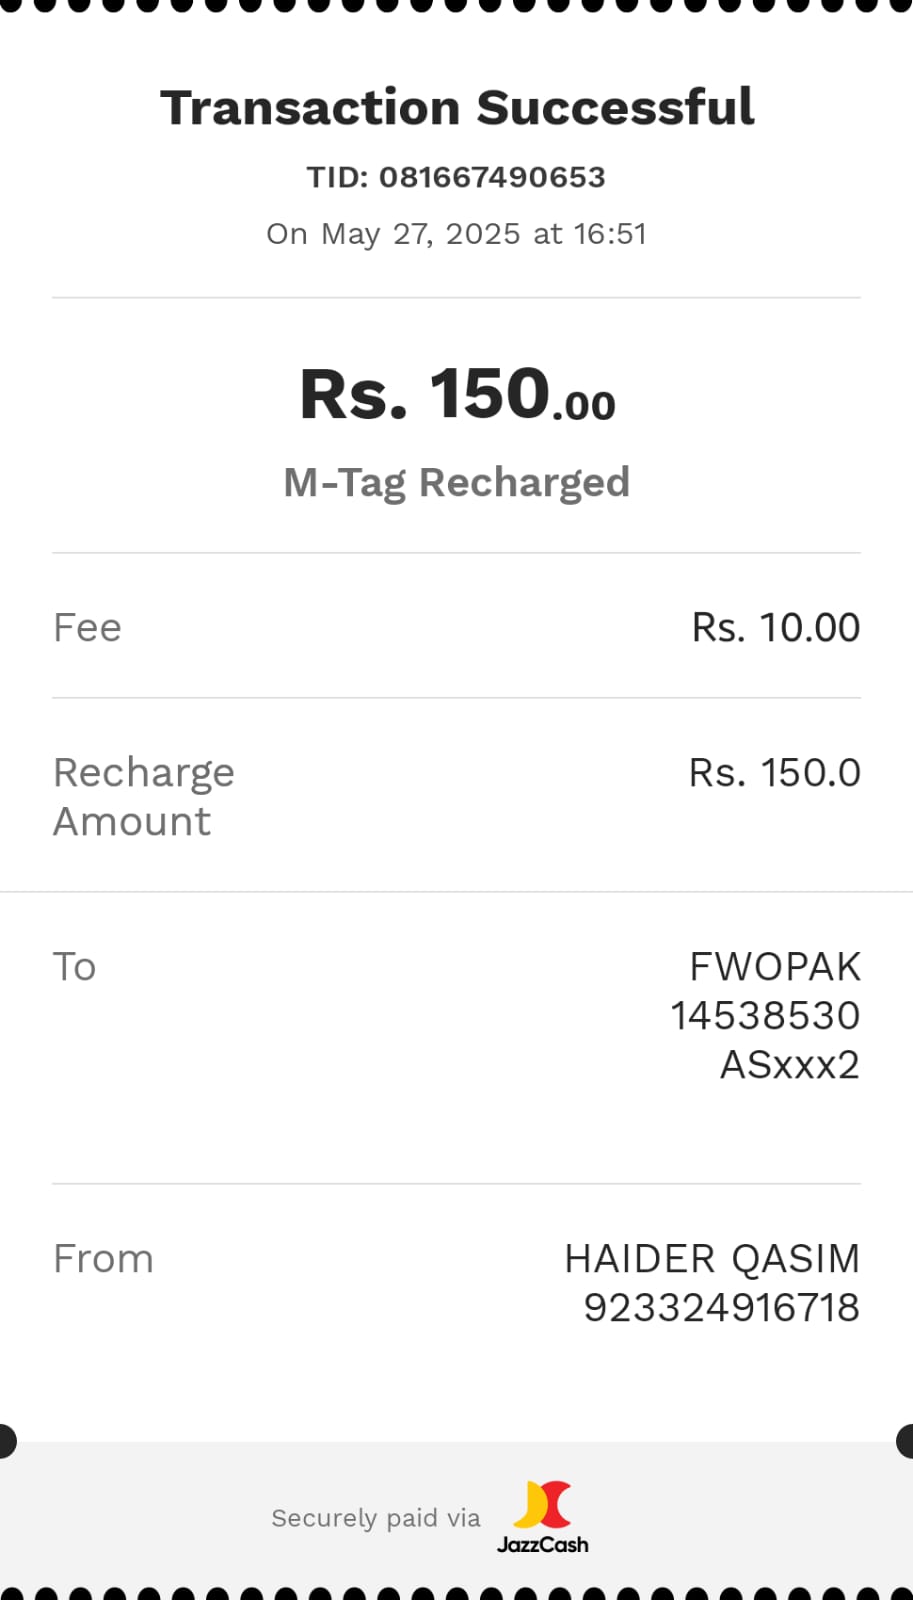 Transaction Successful
TID: 081667490653
On May 27, 2025 at 16:51
Rs. 150.00
M-Tag Recharged
Fee Rs. 10.00
Recharge Rs. 150.0
Amount
To FWOPAK
14538530
ASxxx2
From HAIDER QASIM
923324916718
Securely paid via
JazzCash